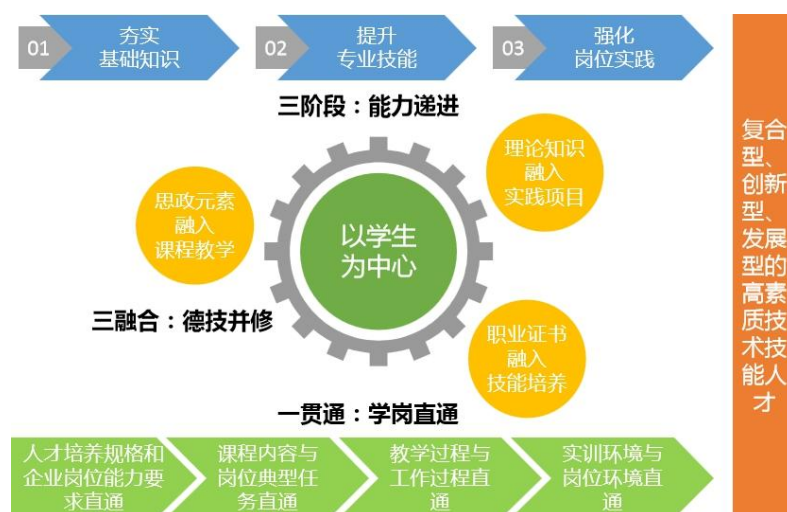 01
夯实
基础知识
02
提升
专业技能
03
强化
岗位实践
三阶段：能力递进
思政元素
融入
课程教学
理论知识
融入
实践项目
以学生
为中心
三融合：德技并修
职业证书
融入
技能培养
一贯通：学岗直通
人才培养规格和
企业岗位能力要
求直通
课程内容与
岗位典型任
务直通
教学过程与
工作过程直
通
实训环境与
岗位环境直
通
复合
型、
创新
型、
发展
型的
高素
质技
术技
能人
才